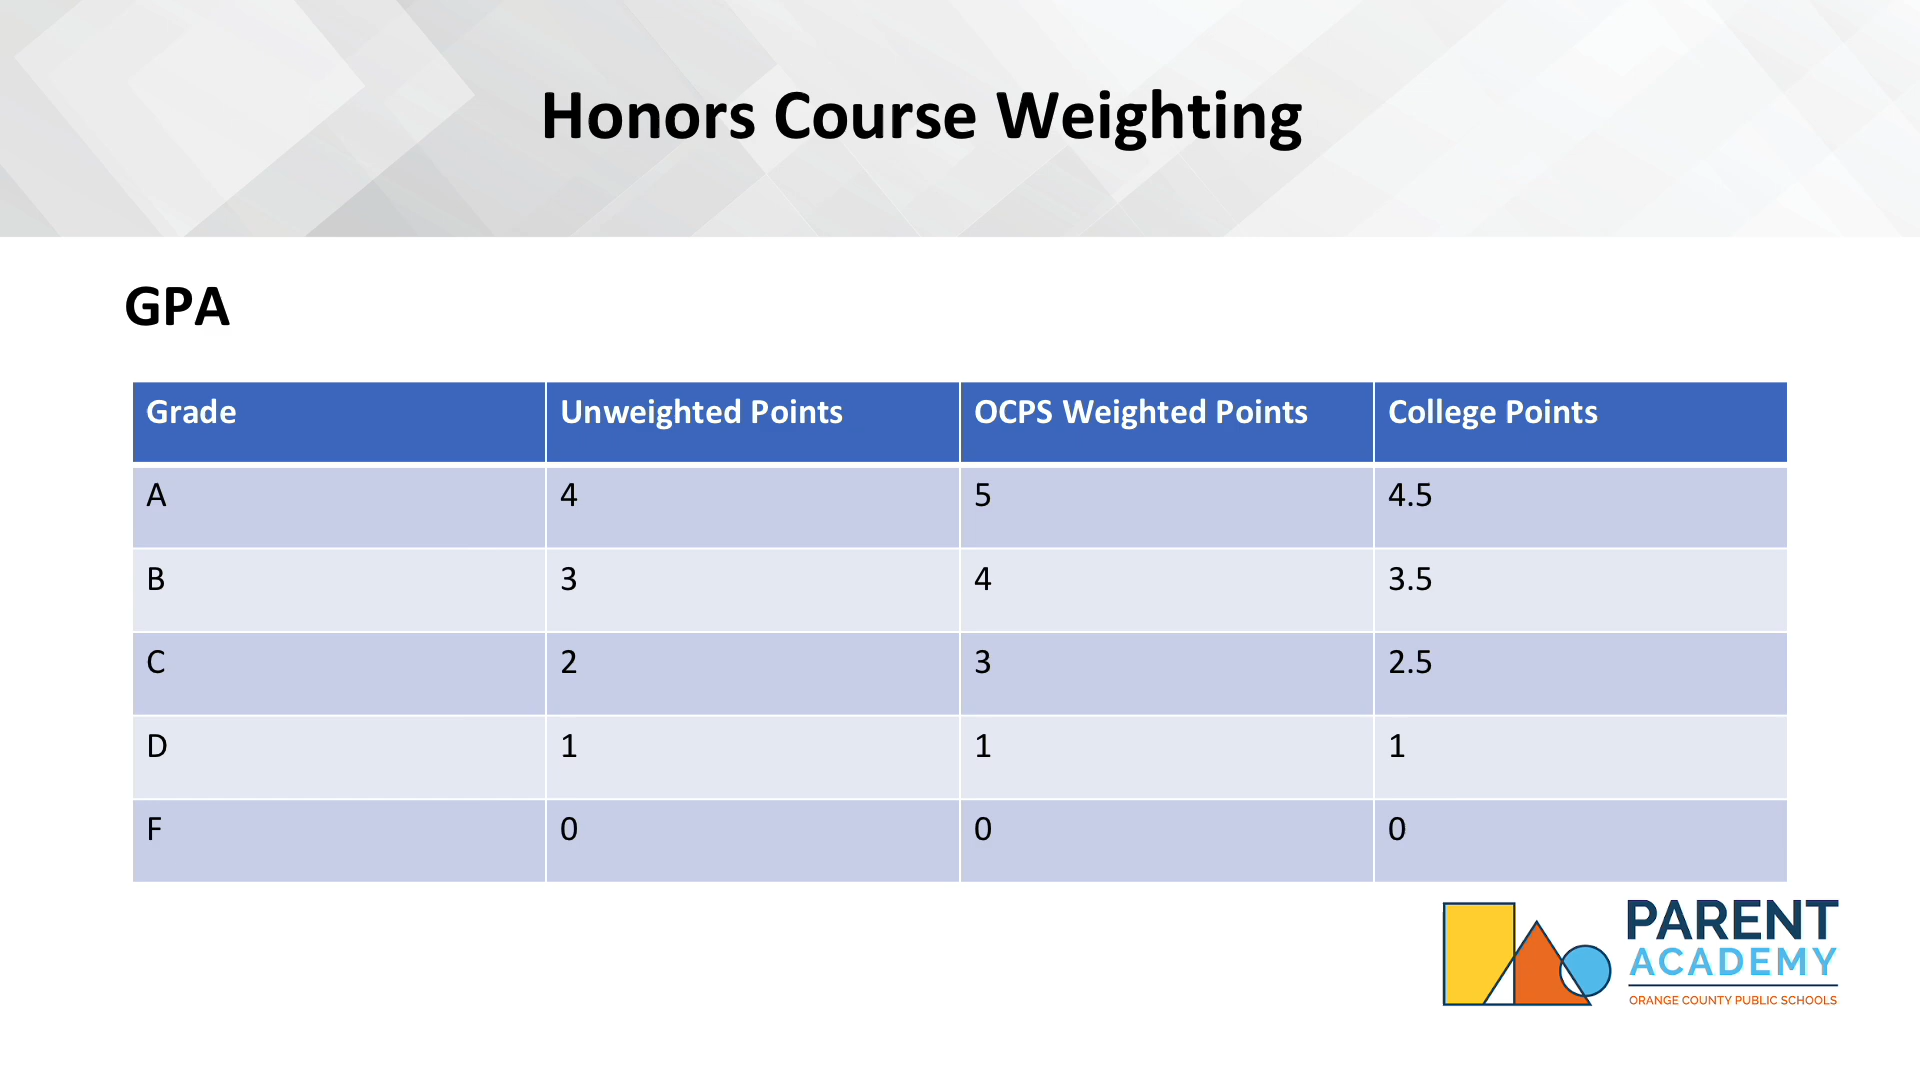 Honors Course Weighting
GPA
Grade Unweighted Points OCPS Weighted Points College Points
A 4 5 4.5
B 3 4 3.5
C 2 3 2.5
D 1 1 1
F 0 0 0
PARENT
ACADEMY
ORANGE COUNTY PUBLIC SCHOOLS